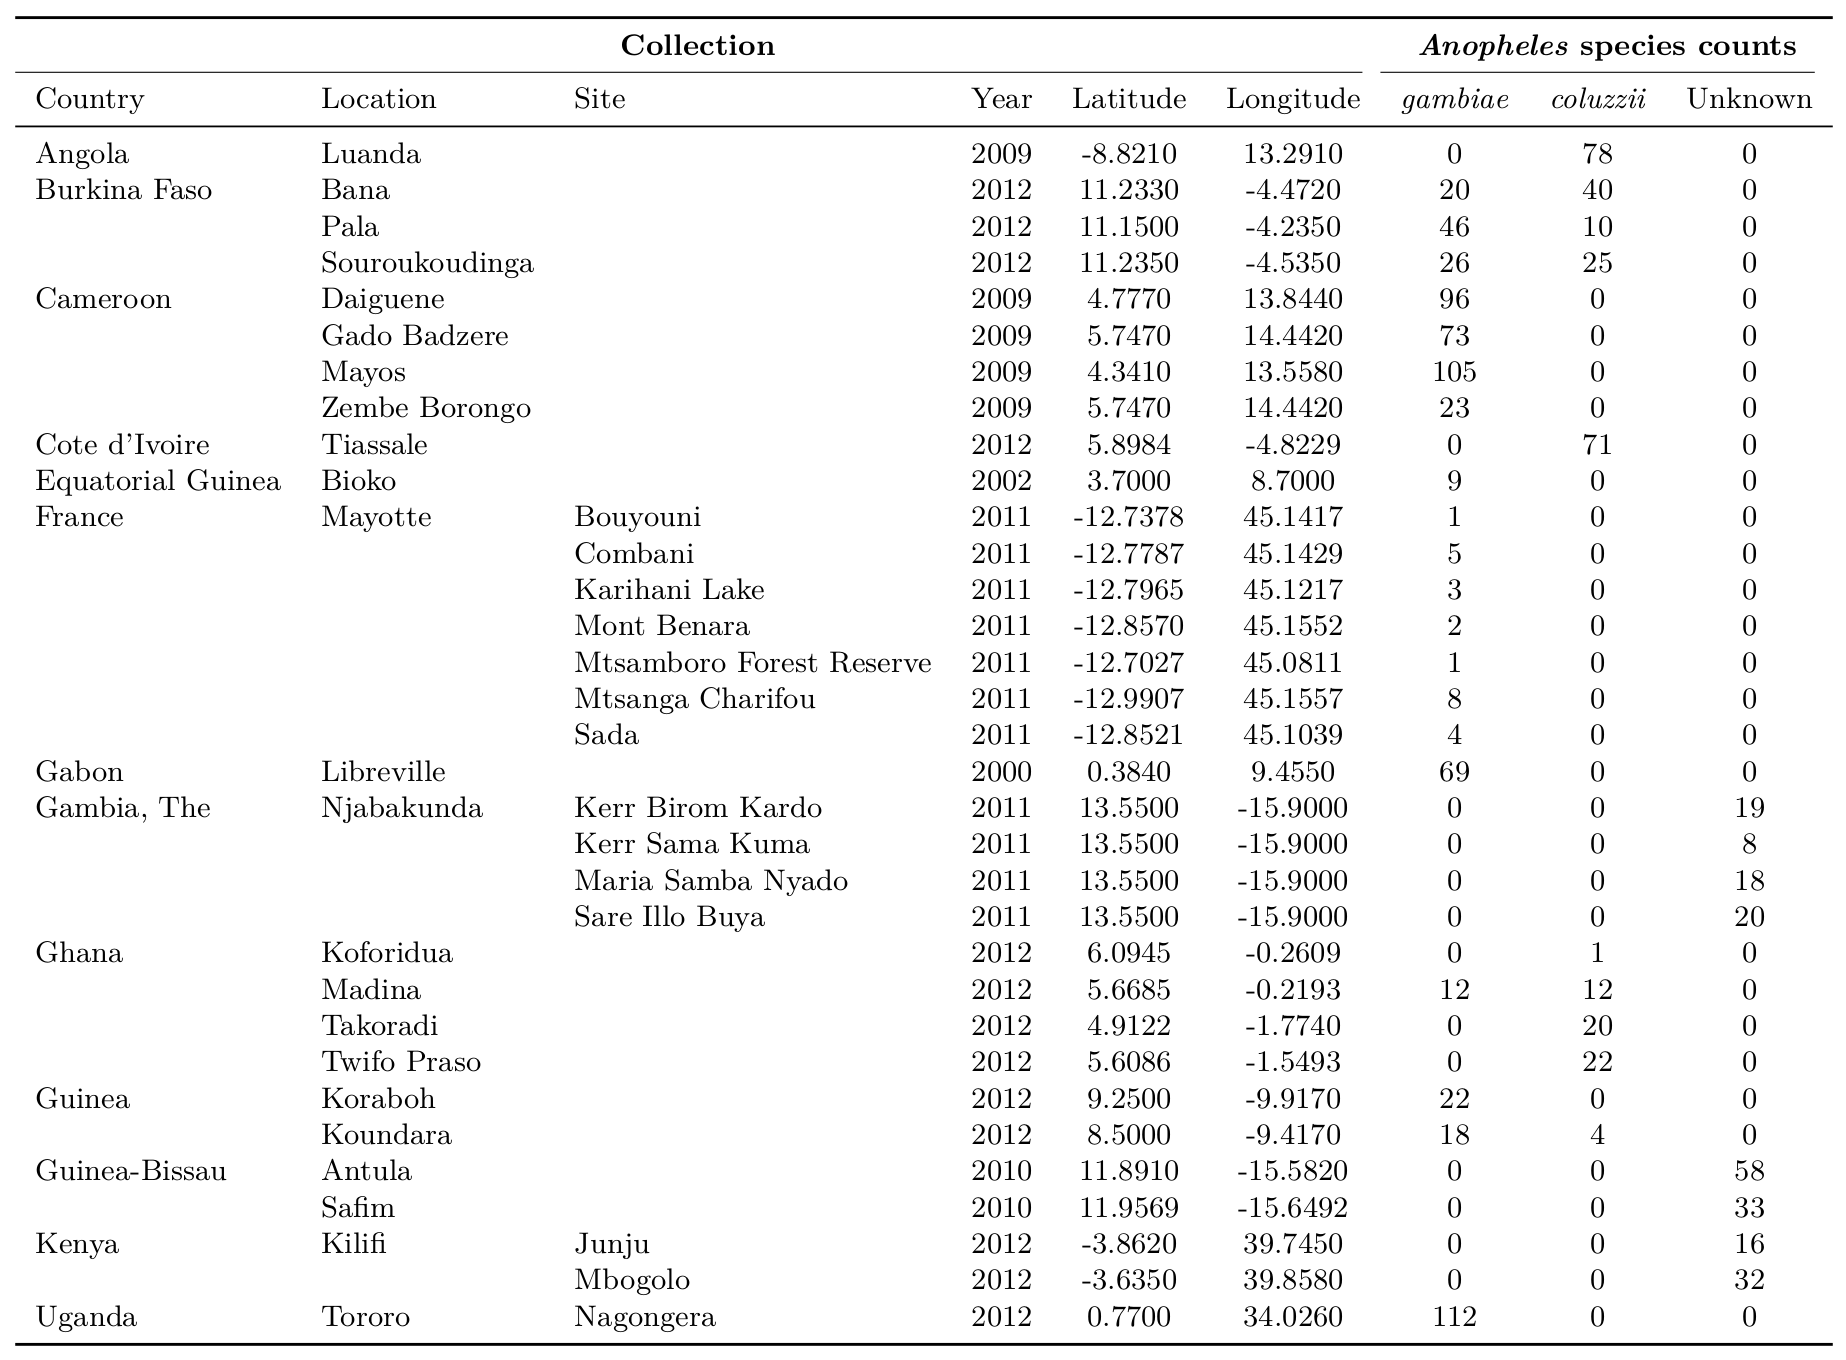 Collection Anopheles species counts
Country Location Site Year Latitude Longitude gambiae coluzzii Unknown
Angola Luanda 2009 -8.8210 13.2910 0 78 0
Burkina Faso Bana 2012 11.2330 -4.4720 20 40 0
Pala 2012 11.1500 -4.2350 46 10 0
Souroukoudinga 2012 11.2350 -4.5350 26 25 0
Cameroon Daiguene 2009 4.7770 13.8440 96 0 0
Gado Badzere 2009 5.7470 14.4420 73 0 0
Mayos 2009 4.3410 13.5580 105 0 0
Zembe Borongo 2009 5.7470 14.4420 23 0 0
Cote d'Ivoire Tiassale 2012 5.8984 -4.8229 0 71 0
Equatorial Guinea Bioko 2002 3.7000 8.7000 9 0 0
France Mayotte Bouyouni 2011 -12.7378 45.1417 1 0 0
Combani 2011 -12.7787 45.1429 5 0 0
Karihani Lake 2011 -12.7965 45.1217 3 0 0
Mont Benara 2011 -12.8570 45.1552 2 0 0
Mtsamboro Forest Reserve 2011 -12.7027 45.0811 1 0 0
Mtsanga Charifou 2011 -12.9907 45.1557 8 0 0
Sada 2011 -12.8521 45.1039 4 0 0
Gabon Libreville 2000 0.3840 9.4550 69 0 0
Gambia, The Njabakunda Kerr Birom Kardo 2011 13.5500 -15.9000 0 0 19
Kerr Sama Kuma 2011 13.5500 -15.9000 0 0 8
Maria Samba Nyado 2011 13.5500 -15.9000 0 0 18
Sare Illo Buya 2011 13.5500 -15.9000 0 0 20
Ghana Koforidua 2012 6.0945 -0.2609 0 1 0
Madina 2012 5.6685 -0.2193 12 12 0
Takoradi 2012 4.9122 -1.7740 0 20 0
Twifo Praso 2012 5.6086 -1.5493 0 22 0
Guinea Koraboh 2012 9.2500 -9.9170 22 0 0
Koundara 2012 8.5000 -9.4170 18 4 0
Guinea-Bissau Antula 2010 11.8910 -15.5820 0 0 58
Safim 2010 11.9569 -15.6492 0 0 33
Kenya Kilifi Junju 2012 -3.8620 39.7450 0 0 16
Mbogolo 2012 -3.6350 39.8580 0 0 32
Uganda Tororo Nagongera 2012 0.7700 34.0260 112 0 0